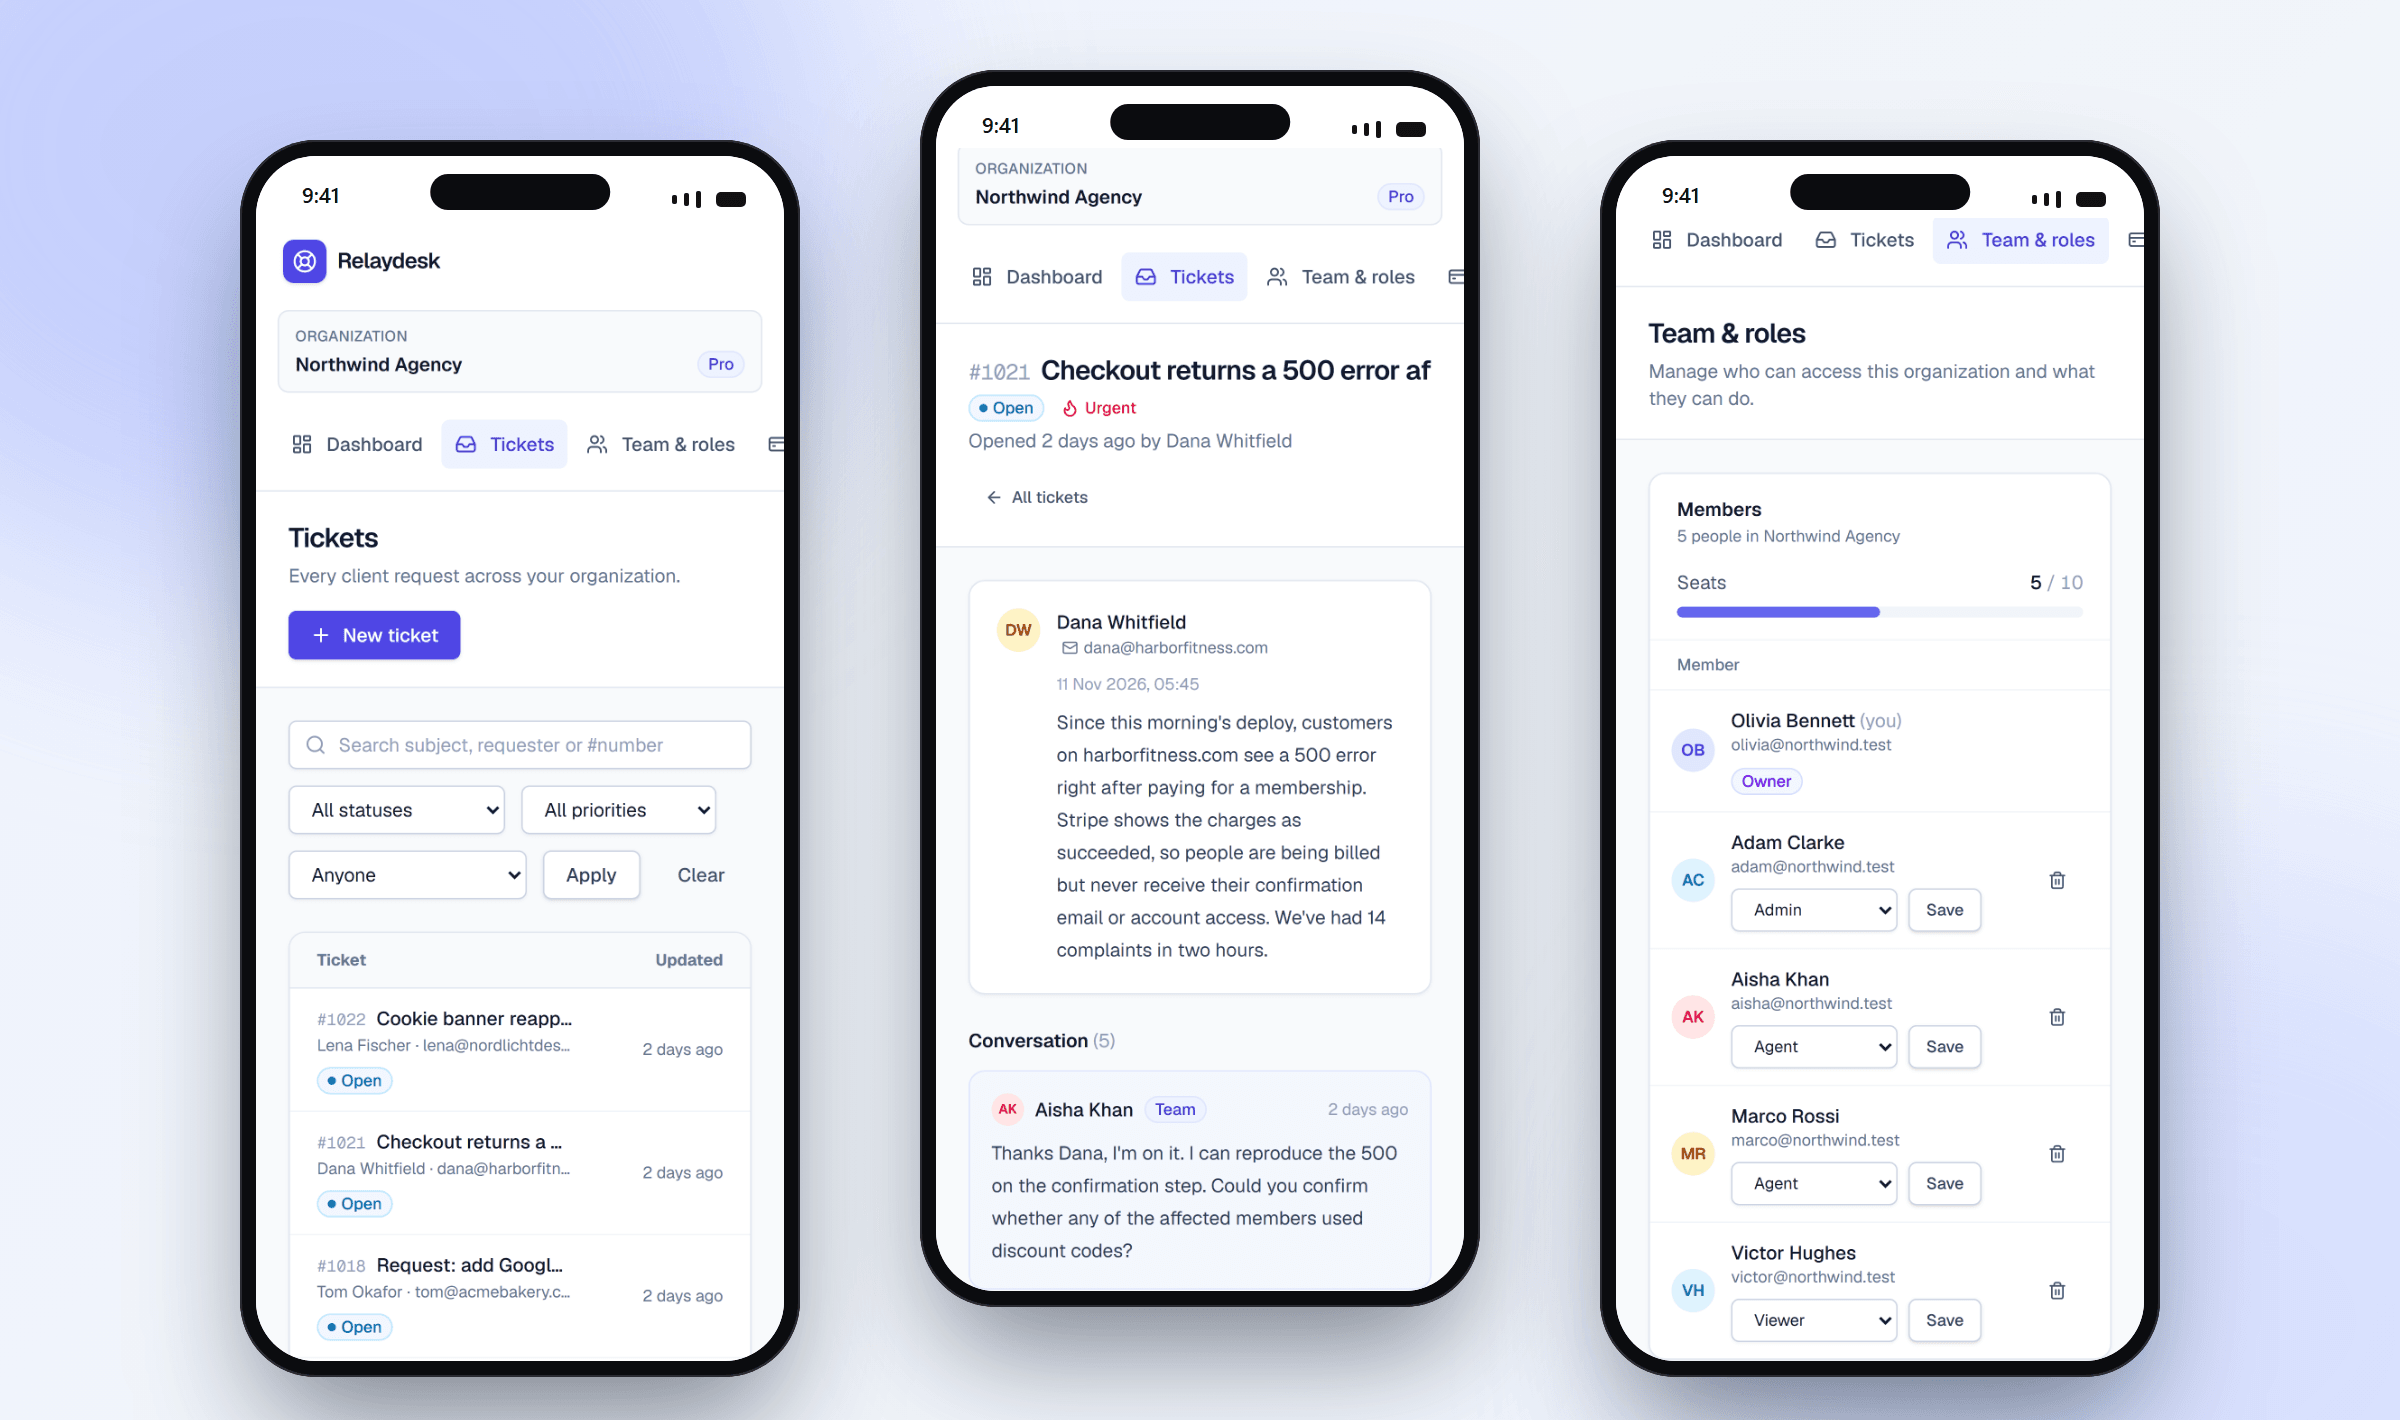 9:41
Relaydesk
ORGANIZATION
Northwind Agency
Pro
Dashboard
Tickets
Team & roles
Tickets
Every client request across your organization.
New ticket
Search subject, requester or #number
All statuses
All priorities
Anyone
Apply
Clear
Ticket
Updated
#1022 Cookie banner reapp...
Lena Fischer · lena@nordlichtdes...
2 days ago
Open
#1021 Checkout returns a ...
Dana Whitfield · dana@harborfitn...
2 days ago
Open
#1018 Request: add Googl...
Tom Okafor · tom@acmebakery.c...
2 days ago
Open
9:41
ORGANIZATION
Northwind Agency
Pro
Dashboard
Tickets
Team & roles
#1021 Checkout returns a 500 error af
Open
Urgent
Opened 2 days ago by Dana Whitfield
All tickets
DW
Dana Whitfield
dana@harborfitness.com
11 Nov 2026, 05:45
Since this morning's deploy, customers
on harborfitness.com see a 500 error
right after paying for a membership.
Stripe shows the charges as
succeeded, so people are being billed
but never receive their confirmation
email or account access. We've had 14
complaints in two hours.
Conversation (5)
AK
Aisha Khan
Team
2 days ago
Thanks Dana, I'm on it. I can reproduce the 500
on the confirmation step. Could you confirm
whether any of the affected members used
discount codes?
9:41
Dashboard
Tickets
Team & roles
Team & roles
Manage who can access this organization and what
they can do.
Members
5 people in Northwind Agency
Seats
5 / 10
Member
OB
Olivia Bennett (you)
olivia@northwind.test
Owner
AC
Adam Clarke
adam@northwind.test
Admin
Save
AK
Aisha Khan
aisha@northwind.test
Agent
Save
MR
Marco Rossi
marco@northwind.test
Agent
Save
VH
Victor Hughes
victor@northwind.test
Viewer
Save